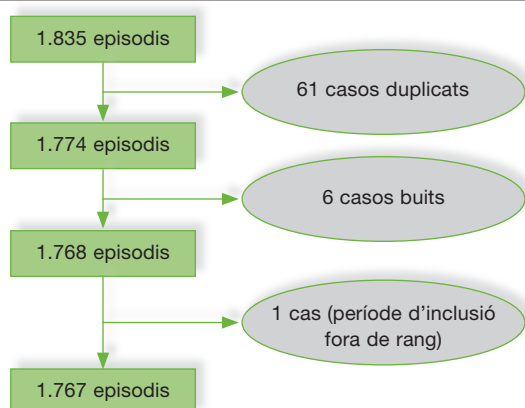 1.835 episodis
61 casos duplicats
1.774 episodis
6 casos buits
1.768 episodis
1 cas (període d’inclusió
fora de rang)
1.767 episodis